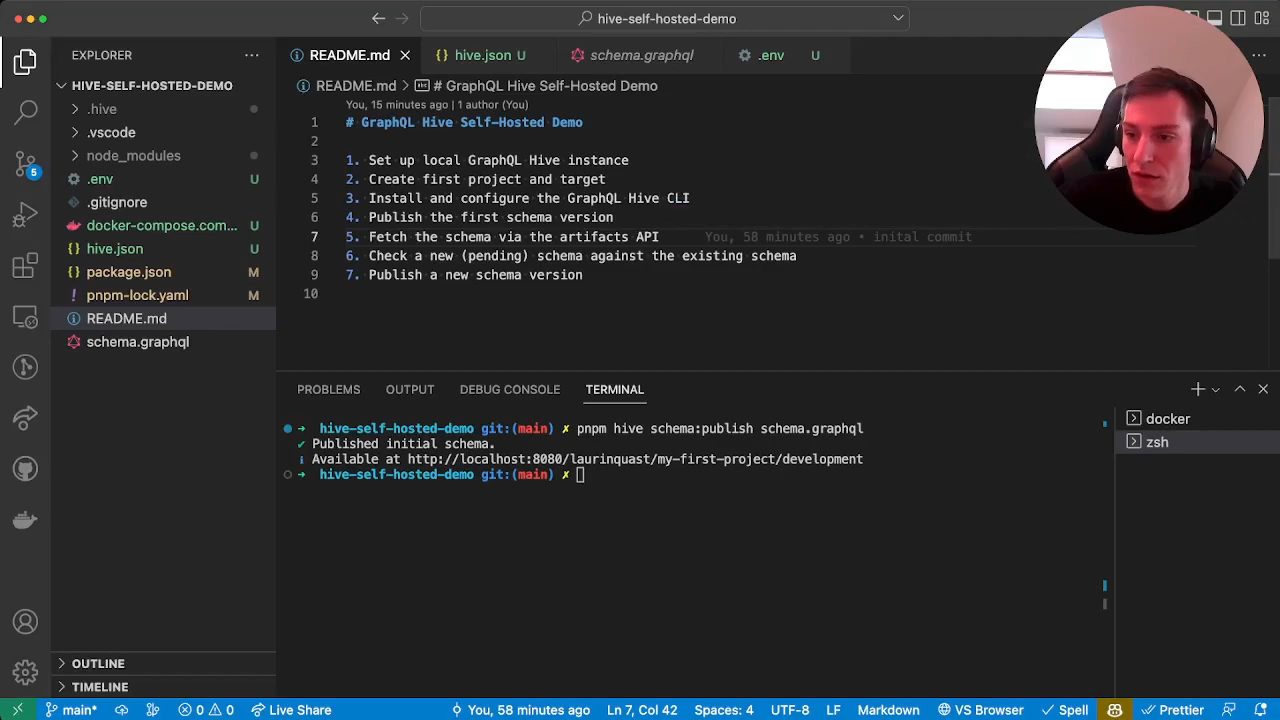 hive-self-hosted-demo
EXPLORER
README.md
hive.json U
schema.graphql
.env U
HIVE-SELF-HOSTED-DEMO
README.md > # GraphQL Hive Self-Hosted Demo
.hive
You, 15 minutes ago | 1 author (You)
1 # GraphQL Hive Self-Hosted Demo
.vscode
2
node_modules
3 1. Set up local GraphQL Hive instance
.env U
4 2. Create first project and target
.gitignore
5 3. Install and configure the GraphQL Hive CLI
docker-compose.com... U
6 4. Publish the first schema version
hive.json U
7 5. Fetch the schema via the artifacts API You, 58 minutes ago • inital commit
package.json M
8 6. Check a new (pending) schema against the existing schema
pnpm-lock.yaml M
9 7. Publish a new schema version
README.md
10
schema.graphql
5
PROBLEMS OUTPUT DEBUG CONSOLE TERMINAL
hive-self-hosted-demo git:(main) ✗ pnpm hive schema:publish schema.graphql
✔ Published initial schema.
ℹ Available at http://localhost:8080/laurinquast/my-first-project/development
hive-self-hosted-demo git:(main) ✗
docker
zsh
OUTLINE
TIMELINE
main* 0 0 Live Share You, 58 minutes ago Ln 7, Col 42 Spaces: 4 UTF-8 LF Markdown VS Browser Spell Prettier